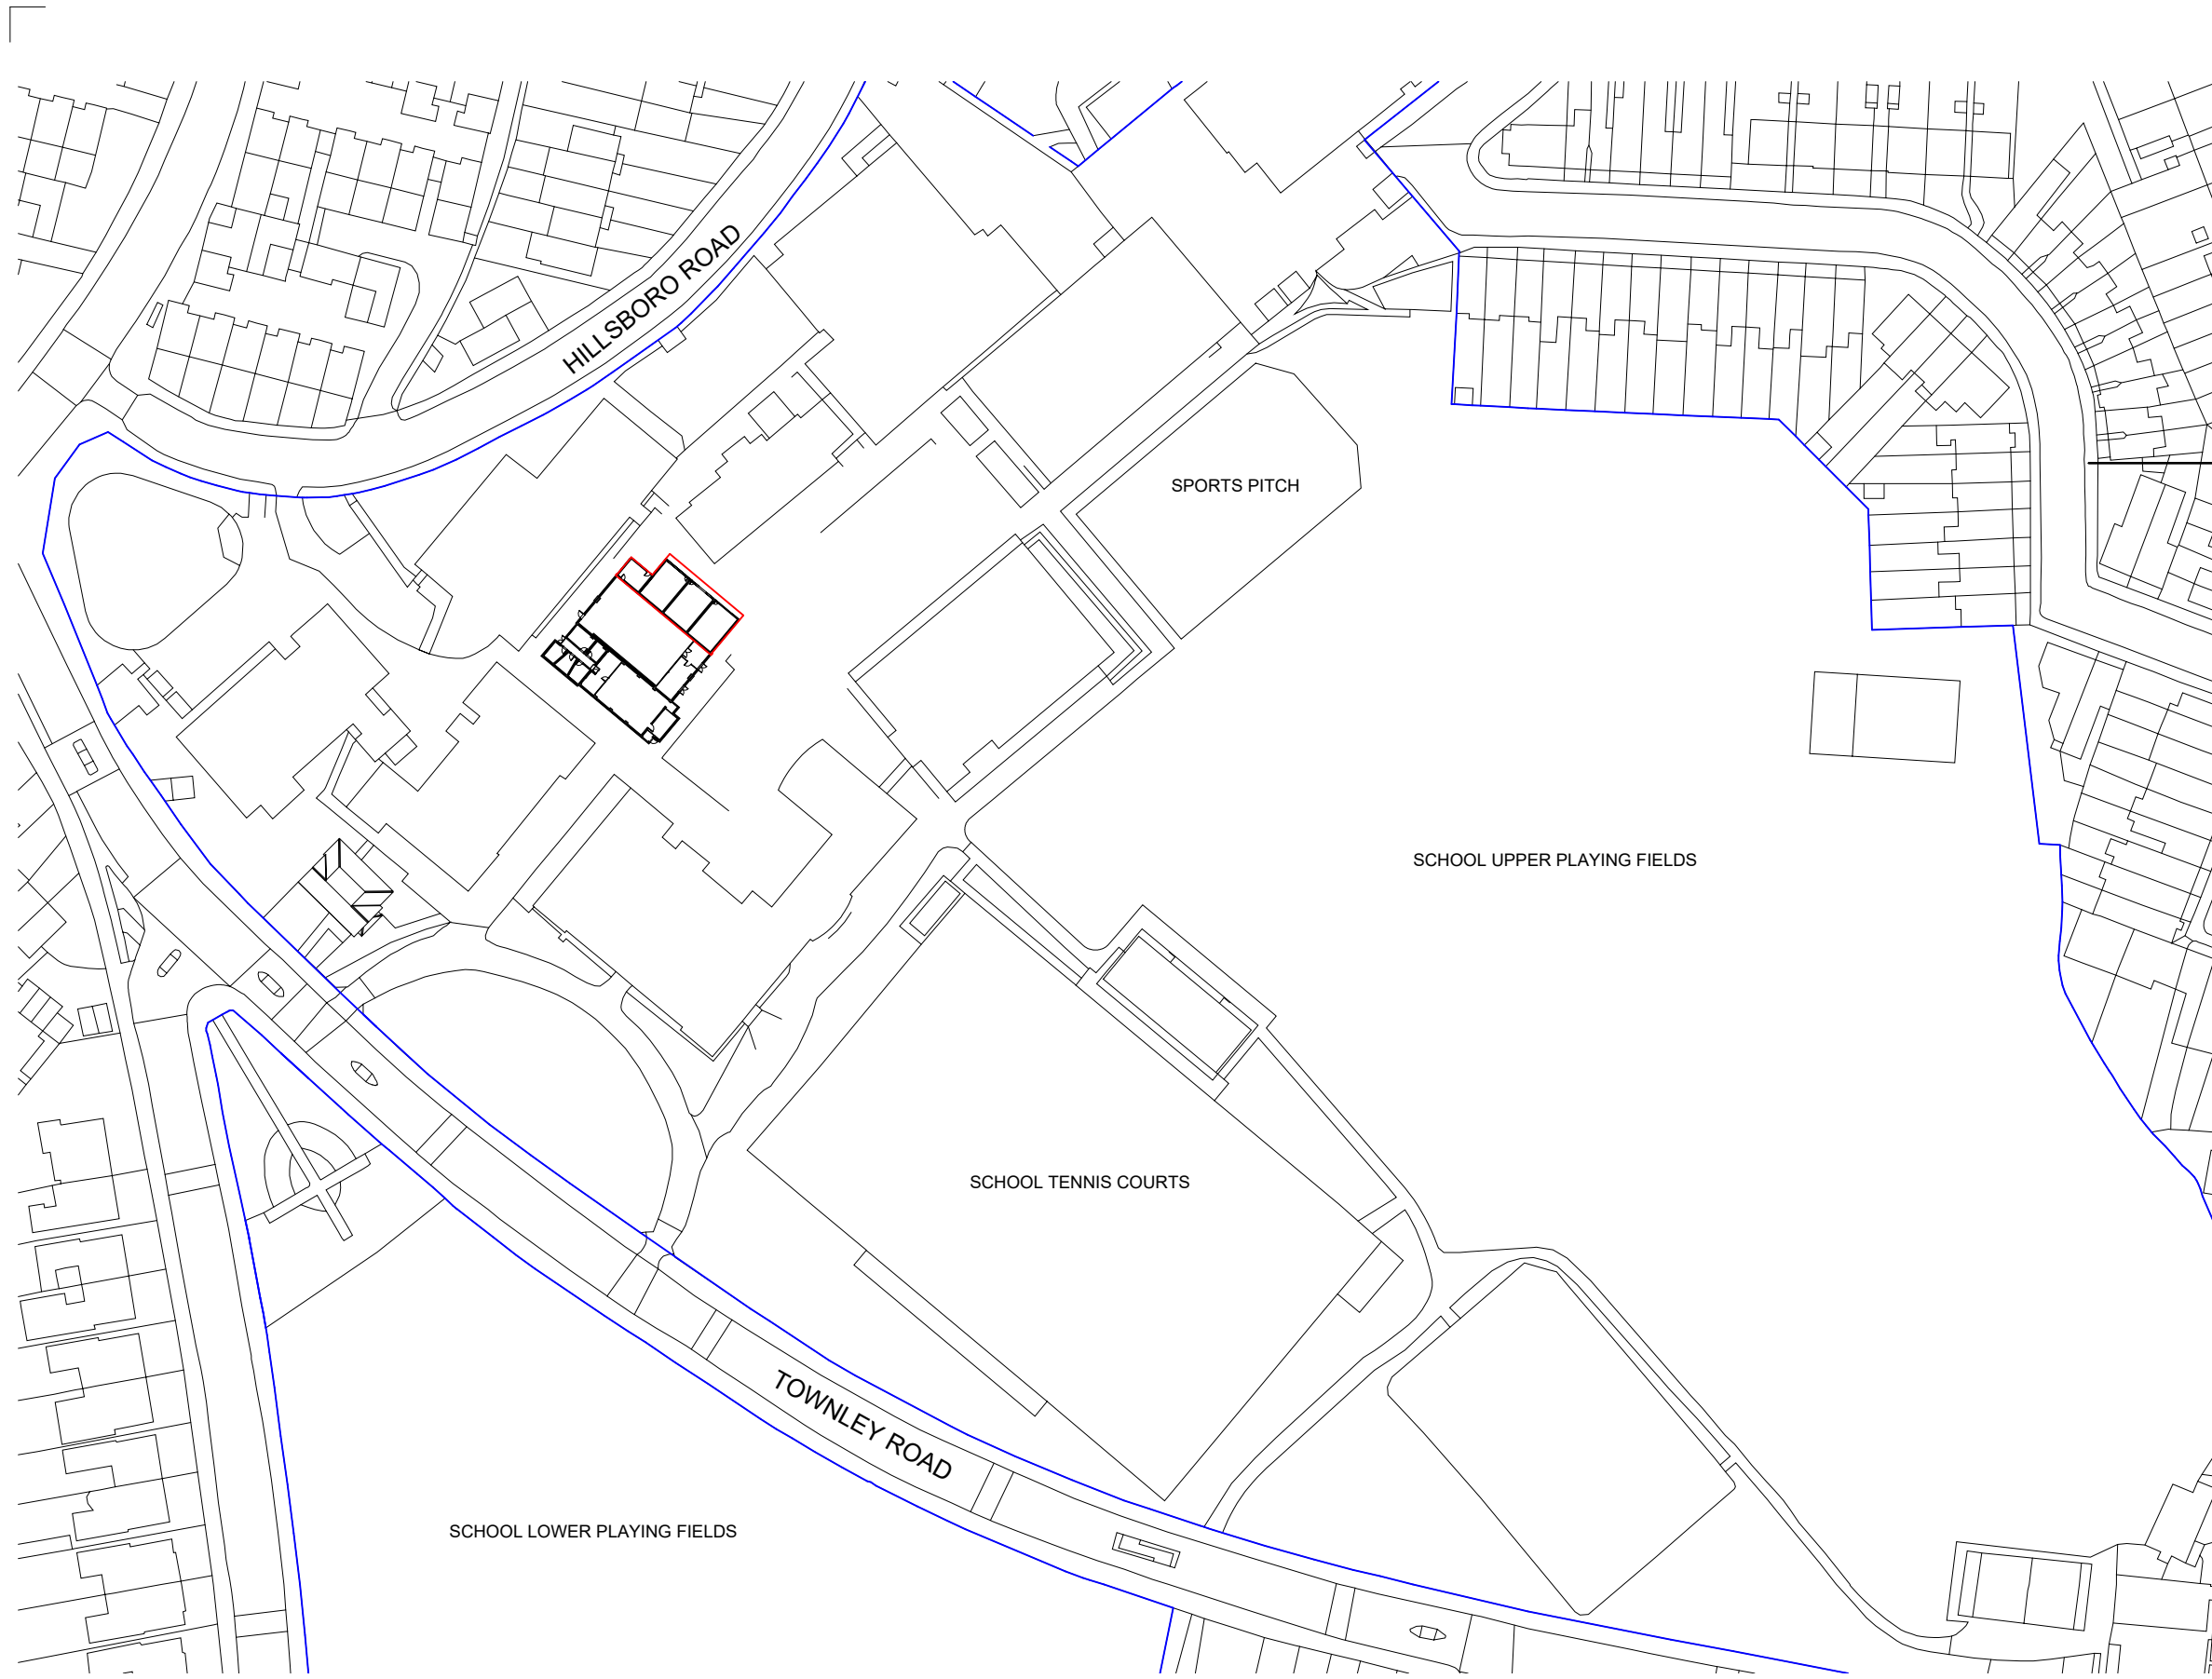 HILLSBORO ROAD
SPORTS PITCH
SCHOOL UPPER PLAYING FIELDS
SCHOOL TENNIS COURTS
TOWNLEY ROAD
SCHOOL LOWER PLAYING FIELDS